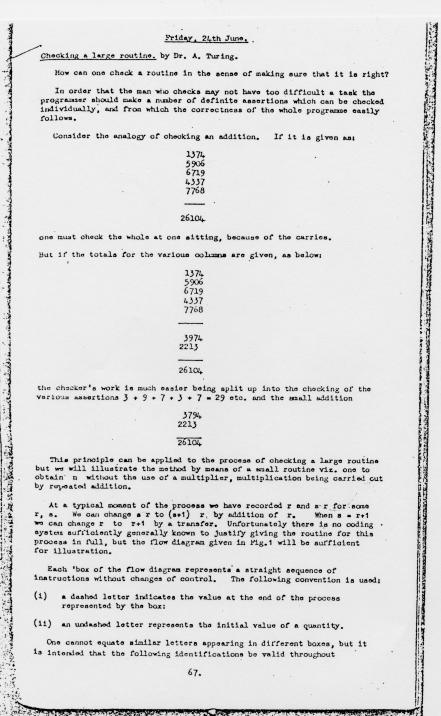 Friday, 24th June.
Checking a large routine. by Dr. A. Turing.
How can one check a routine in the sense of making sure that it is right?
In order that the man who checks may not have too difficult a task the
programmer should make a number of definite assertions which can be checked
individually, and from which the correctness of the whole programme easily
follows.
Consider the analogy of checking an addition. If it is given as:
1374
5906
6719
4337
7768
26104
one must check the whole at one sitting, because of the carries.
But if the totals for the various columns are given, as below:
1374
5906
6719
4337
7768
3974
2213
26104
the checker's work is much easier being split up into the checking of the
various assertions 3 + 9 + 7 + 3 + 7 = 29 etc. and the small addition
3794
2213
26104
This principle can be applied to the process of checking a large routine
but we will illustrate the method by means of a small routine viz. one to
obtain n without the use of a multiplier, multiplication being carried out
by repeated addition.
At a typical moment of the process we have recorded r and s r for some
r, s. We can change s r to (s+1) r by addition of r. When s = r+1
we can change r to r+1 by a transfer. Unfortunately there is no coding
system sufficiently generally known to justify giving the routine for this
process in full, but the flow diagram given in Fig.1 will be sufficient
for illustration.
Each 'box of the flow diagram represents a straight sequence of
instructions without changes of control. The following convention is used:
(i) a dashed letter indicates the value at the end of the process
represented by the box:
(ii) an undashed letter represents the initial value of a quantity.
One cannot equate similar letters appearing in different boxes, but it
is intended that the following identifications be valid throughout
67.